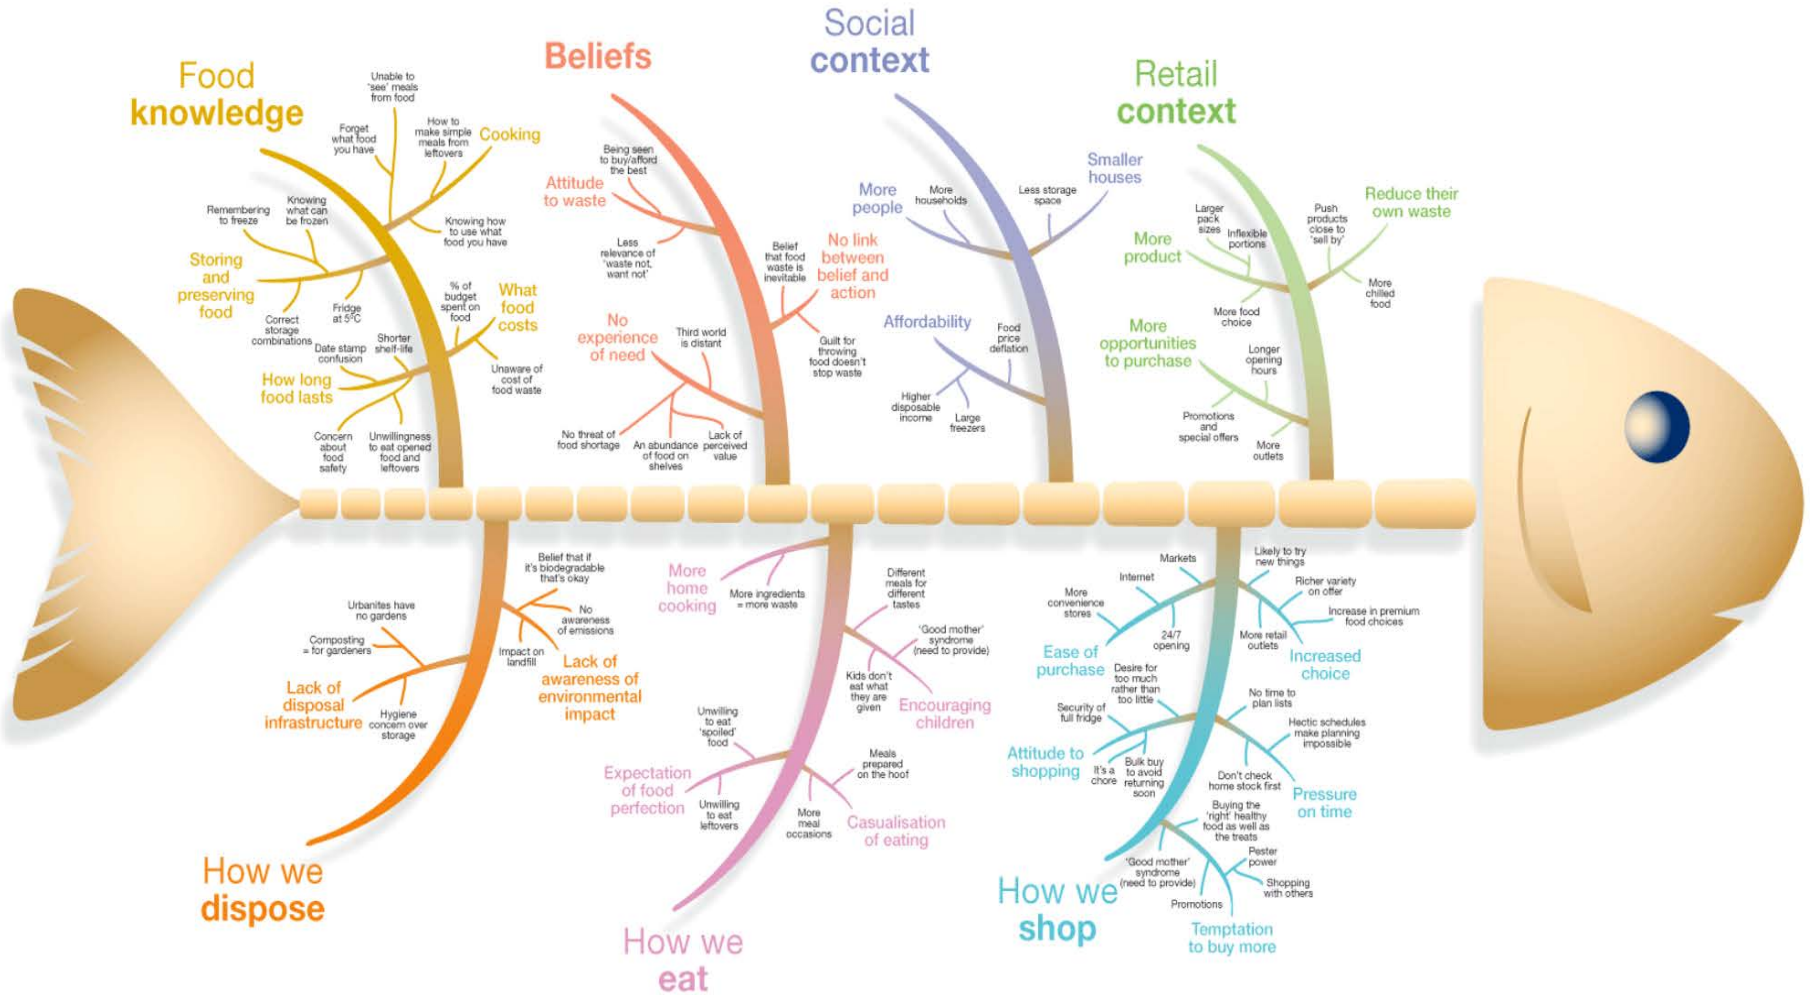 Food
knowledge
Unable to
'see' meals
from food
Forget
what food
you have
How to
make simple
meals from
leftovers
Cooking
Knowing how
to use what
food you have
Remembering
to freeze
Knowing
what can
be frozen
Storing
and
preserving
food
Correct
storage
combinations
Fridge
at 5ºC
% of
budget
spent on
food
What
food
costs
Unaware of
cost of
food waste
Date stamp
confusion
Shorter
shelf-life
How long
food lasts
Concern
about
food
safety
Unwillingness
to eat opened
food and
leftovers
Beliefs
Being seen
to buy/afford
the best
Attitude
to waste
Less
relevance of
'waste not,
want not'
Belief
that food
waste is
inevitable
No link
between
belief and
action
Guilt for
throwing
food doesn't
stop waste
No
experience
of need
Third world
is distant
No threat of
food shortage
An abundance
of food on
shelves
Lack of
perceived
value
Social
context
More
people
More
households
Less storage
space
Smaller
houses
Affordability
Food
price
deflation
Higher
disposable
income
Large
freezers
Retail
context
Larger
pack
sizes
Inflexible
portions
More
product
More food
choice
Push
products
close to
'sell by'
Reduce their
own waste
More
chilled
food
More
opportunities
to purchase
Longer
opening
hours
Promotions
and
special offers
More
outlets
Belief that if
it's biodegradable
that's okay
No
awareness
of emissions
Impact on
landfill
Lack of
awareness of
environmental
impact
Urbanites have
no gardens
Composting
= for gardeners
Lack of
disposal
infrastructure
Hygiene
concern over
storage
How we
dispose
More
home
cooking
More ingredients
= more waste
Different
meals for
different
tastes
'Good mother'
syndrome
(need to provide)
Kids don't
eat what
they are
given
Encouraging
children
Unwilling
to eat
'spoiled'
food
Expectation
of food
perfection
Unwilling
to eat
leftovers
Meals
prepared
on the hoof
More
meal
occasions
Casualisation
of eating
How we
eat
Markets
Internet
More
convenience
stores
24/7
opening
Ease of
purchase
Likely to try
new things
Richer variety
on offer
Increase in premium
food choices
More retail
outlets
Increased
choice
Desire for
too much
rather than
too little
Security of
full fridge
Attitude to
shopping
It's a
chore
Bulk buy
to avoid
returning
soon
No time to
plan lists
Hectic schedules
make planning
impossible
Don't check
home stock first
Pressure
on time
Buying the
'right' healthy
food as well as
the treats
'Good mother'
syndrome
(need to provide)
Pester
power
Shopping
with others
Promotions
Temptation
to buy more
How we
shop